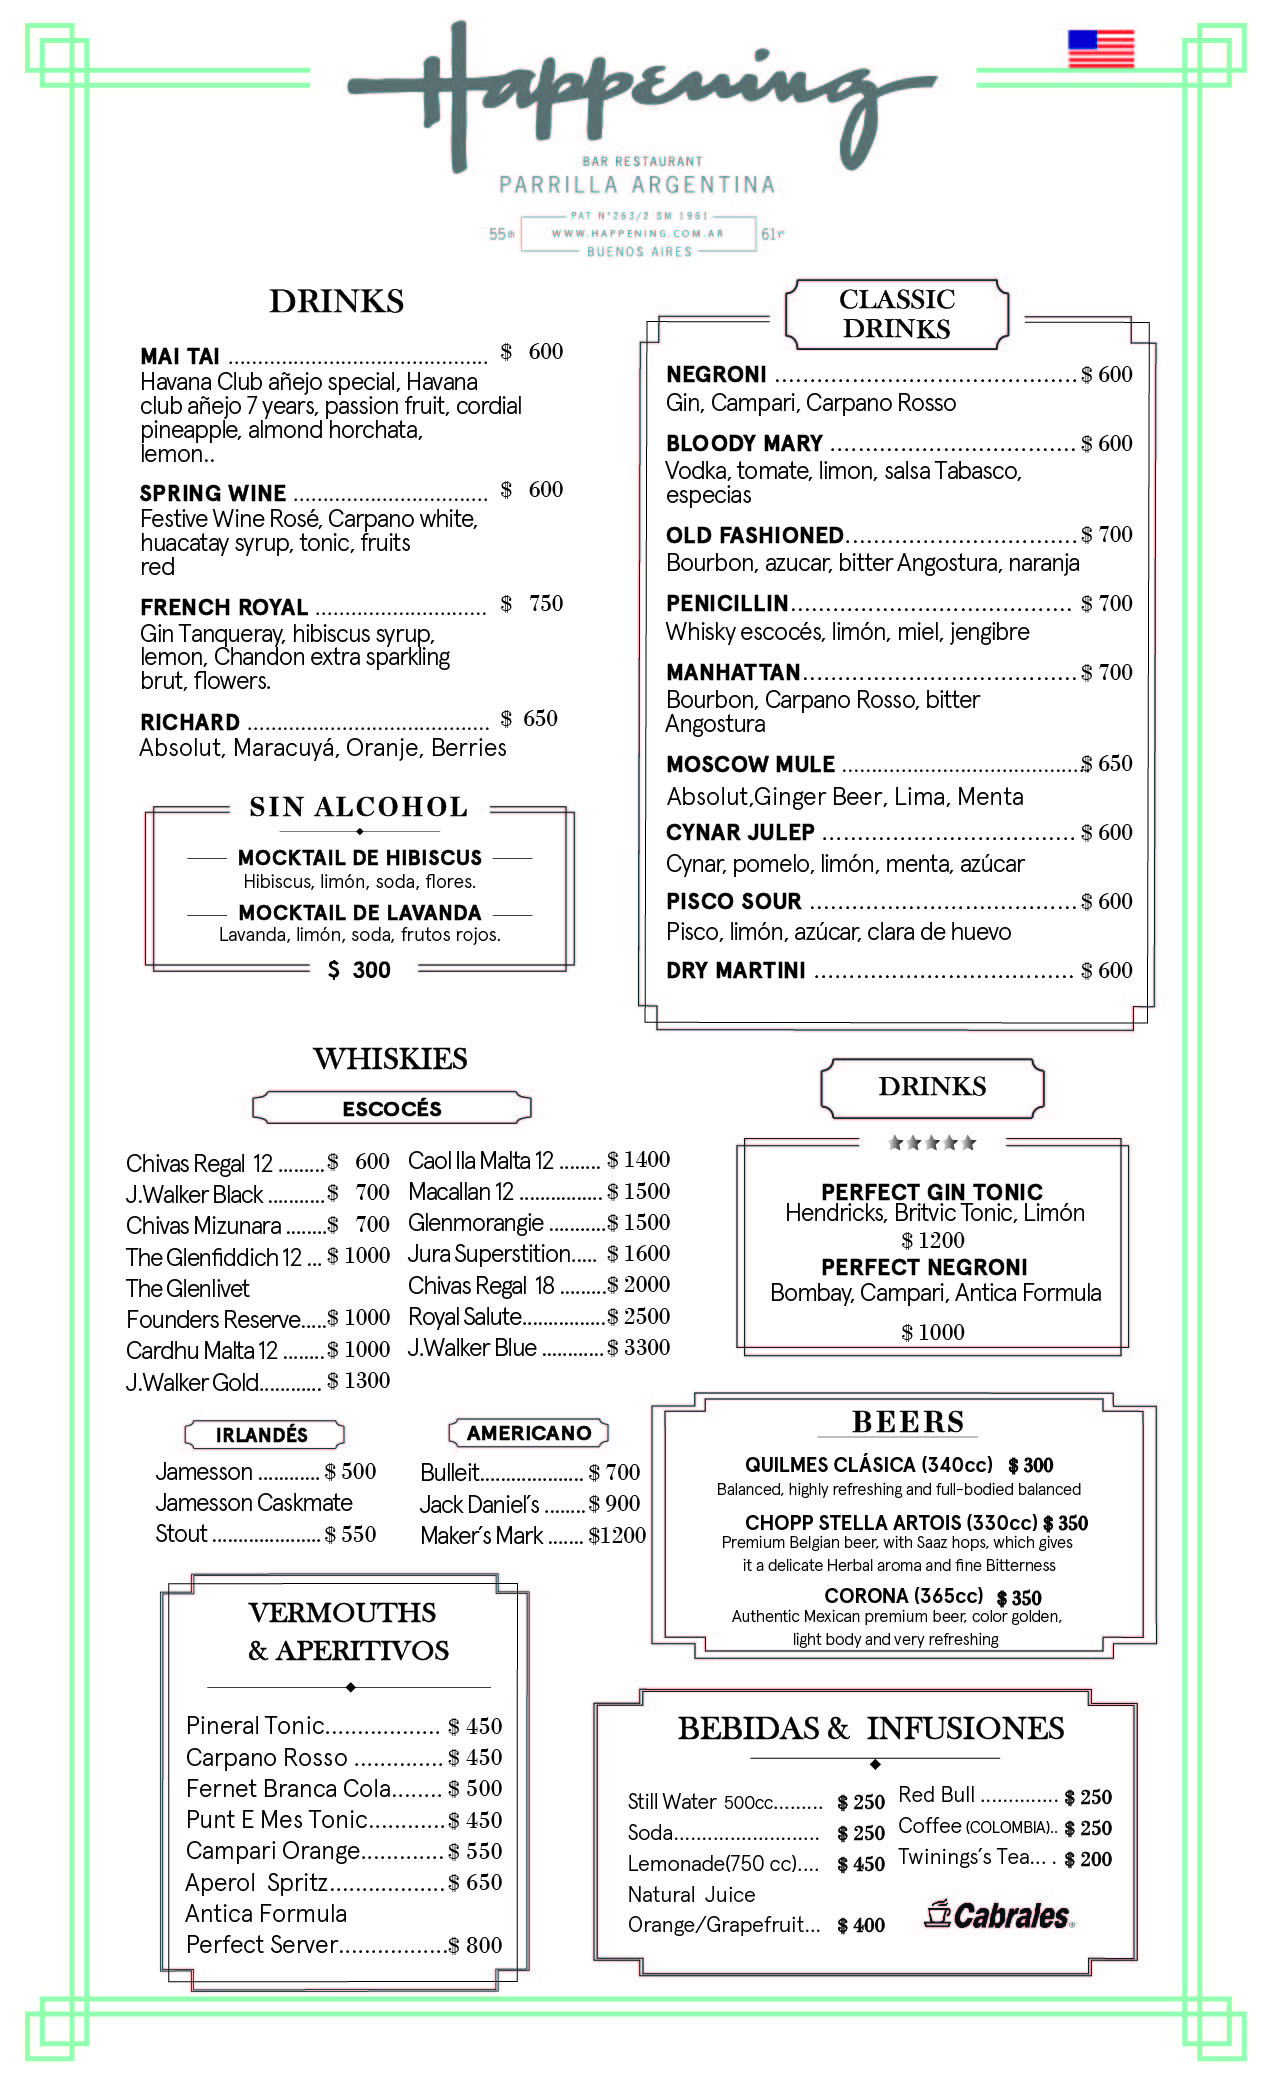 Happening
BAR RESTAURANT
PARRILLA ARGENTINA
PAT N°263/2 SM 1961
55th WWW.HAPPENING.COM.AR 61yr
BUENOS AIRES
DRINKS
MAI TAI ............................................ $ 600
Havana Club añejo special, Havana
club añejo 7 years, passion fruit, cordial
pineapple, almond horchata,
lemon..
SPRING WINE ................................. $ 600
Festive Wine Rosé, Carpano white,
huacatay syrup, tonic, fruits
red
FRENCH ROYAL ............................. $ 750
Gin Tanqueray, hibiscus syrup,
lemon, Chandon extra sparkling
brut, flowers.
RICHARD ......................................... $ 650
Absolut, Maracuyá, Oranje, Berries
SIN ALCOHOL
MOCKTAIL DE HIBISCUS
Hibiscus, limón, soda, flores.
MOCKTAIL DE LAVANDA
Lavanda, limón, soda, frutos rojos.
$ 300
CLASSIC
DRINKS
NEGRONI ........................................... $ 600
Gin, Campari, Carpano Rosso
BLOODY MARY ................................... $ 600
Vodka, tomate, limon, salsa Tabasco,
especias
OLD FASHIONED................................. $ 700
Bourbon, azucar, bitter Angostura, naranja
PENICILLIN........................................ $ 700
Whisky escocés, limón, miel, jengibre
MANHATTAN....................................... $ 700
Bourbon, Carpano Rosso, bitter
Angostura
MOSCOW MULE .........................................$ 650
Absolut,Ginger Beer, Lima, Menta
CYNAR JULEP .................................... $ 600
Cynar, pomelo, limón, menta, azúcar
PISCO SOUR ...................................... $ 600
Pisco, limón, azúcar, clara de huevo
DRY MARTINI ..................................... $ 600
WHISKIES
ESCOCÉS
Chivas Regal 12 .........$ 600
J.Walker Black ...........$ 700
Chivas Mizunara ........$ 700
The Glenfiddich 12 ... $ 1000
The Glenlivet
Founders Reserve.....$ 1000
Cardhu Malta 12 ........$ 1000
J.Walker Gold............ $ 1300
Caol Ila Malta 12 ........ $ 1400
Macallan 12 ................ $ 1500
Glenmorangie ...........$ 1500
Jura Superstition..... $ 1600
Chivas Regal 18 .........$ 2000
Royal Salute................$ 2500
J.Walker Blue ............$ 3300
IRLANDÉS
Jamesson ............ $ 500
Jamesson Caskmate
Stout ..................... $ 550
AMERICANO
Bulleit.................... $ 700
Jack Daniel´s ........$ 900
Maker´s Mark ....... $1200
DRINKS
PERFECT GIN TONIC
Hendricks, Britvic Tonic, Limón
$ 1200
PERFECT NEGRONI
Bombay, Campari, Antica Formula
$ 1000
BEERS
QUILMES CLÁSICA (340cc) $ 300
Balanced, highly refreshing and full-bodied balanced
CHOPP STELLA ARTOIS (330cc) $ 350
Premium Belgian beer, with Saaz hops, which gives
it a delicate Herbal aroma and fine Bitterness
CORONA (365cc) $ 350
Authentic Mexican premium beer, color golden,
light body and very refreshing
VERMOUTHS
& APERITIVOS
Pineral Tonic................. $ 450
Carpano Rosso .............. $ 450
Fernet Branca Cola........ $ 500
Punt E Mes Tonic............ $ 450
Campari Orange............. $ 550
Aperol Spritz.................. $ 650
Antica Formula
Perfect Server.................$ 800
BEBIDAS & INFUSIONES
Still Water 500cc......... $ 250
Soda.......................... $ 250
Lemonade(750 cc).... $ 450
Natural Juice
Orange/Grapefruit... $ 400
Red Bull .............. $ 250
Coffee (COLOMBIA).. $ 250
Twinings´s Tea... . $ 200
Cabrales